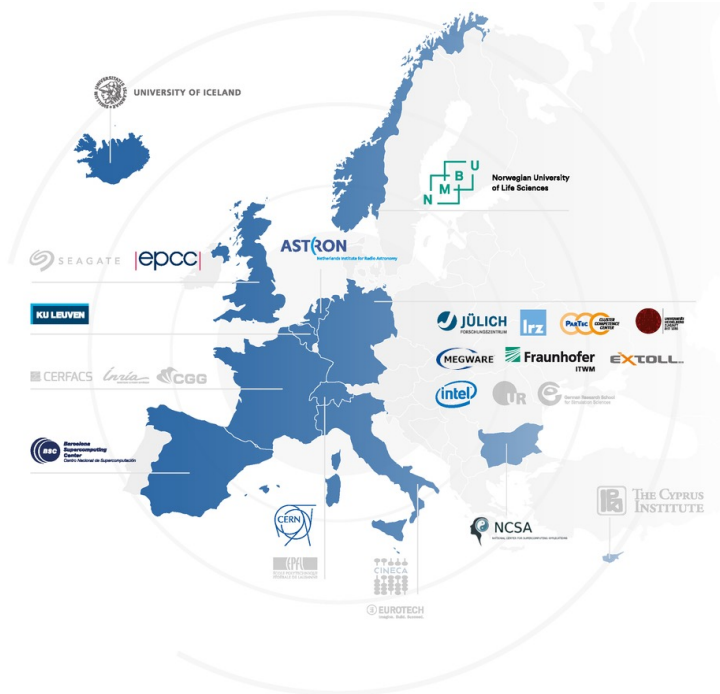 UNIVERSITY OF ICELAND
N M B U
Norwegian University
of Life Sciences
ASTRON
Netherlands Institute for Radio Astronomy
SEAGATE
|epcc|
KU LEUVEN
JÜLICH
FORSCHUNGSZENTRUM
lrz
PARTEC
CLUSTER
COMPETENCE
CENTER
MEGWARE
Fraunhofer
ITWM
EXTOLL
CERFACS
Inria
CGG
intel
UR
German Research School
for Simulation Sciences
BSC
Barcelona
Supercomputing
Center
Centro Nacional de Supercomputación
CERN
THE CYPRUS
INSTITUTE
NCSA
EPFL
CINECA
EUROTECH